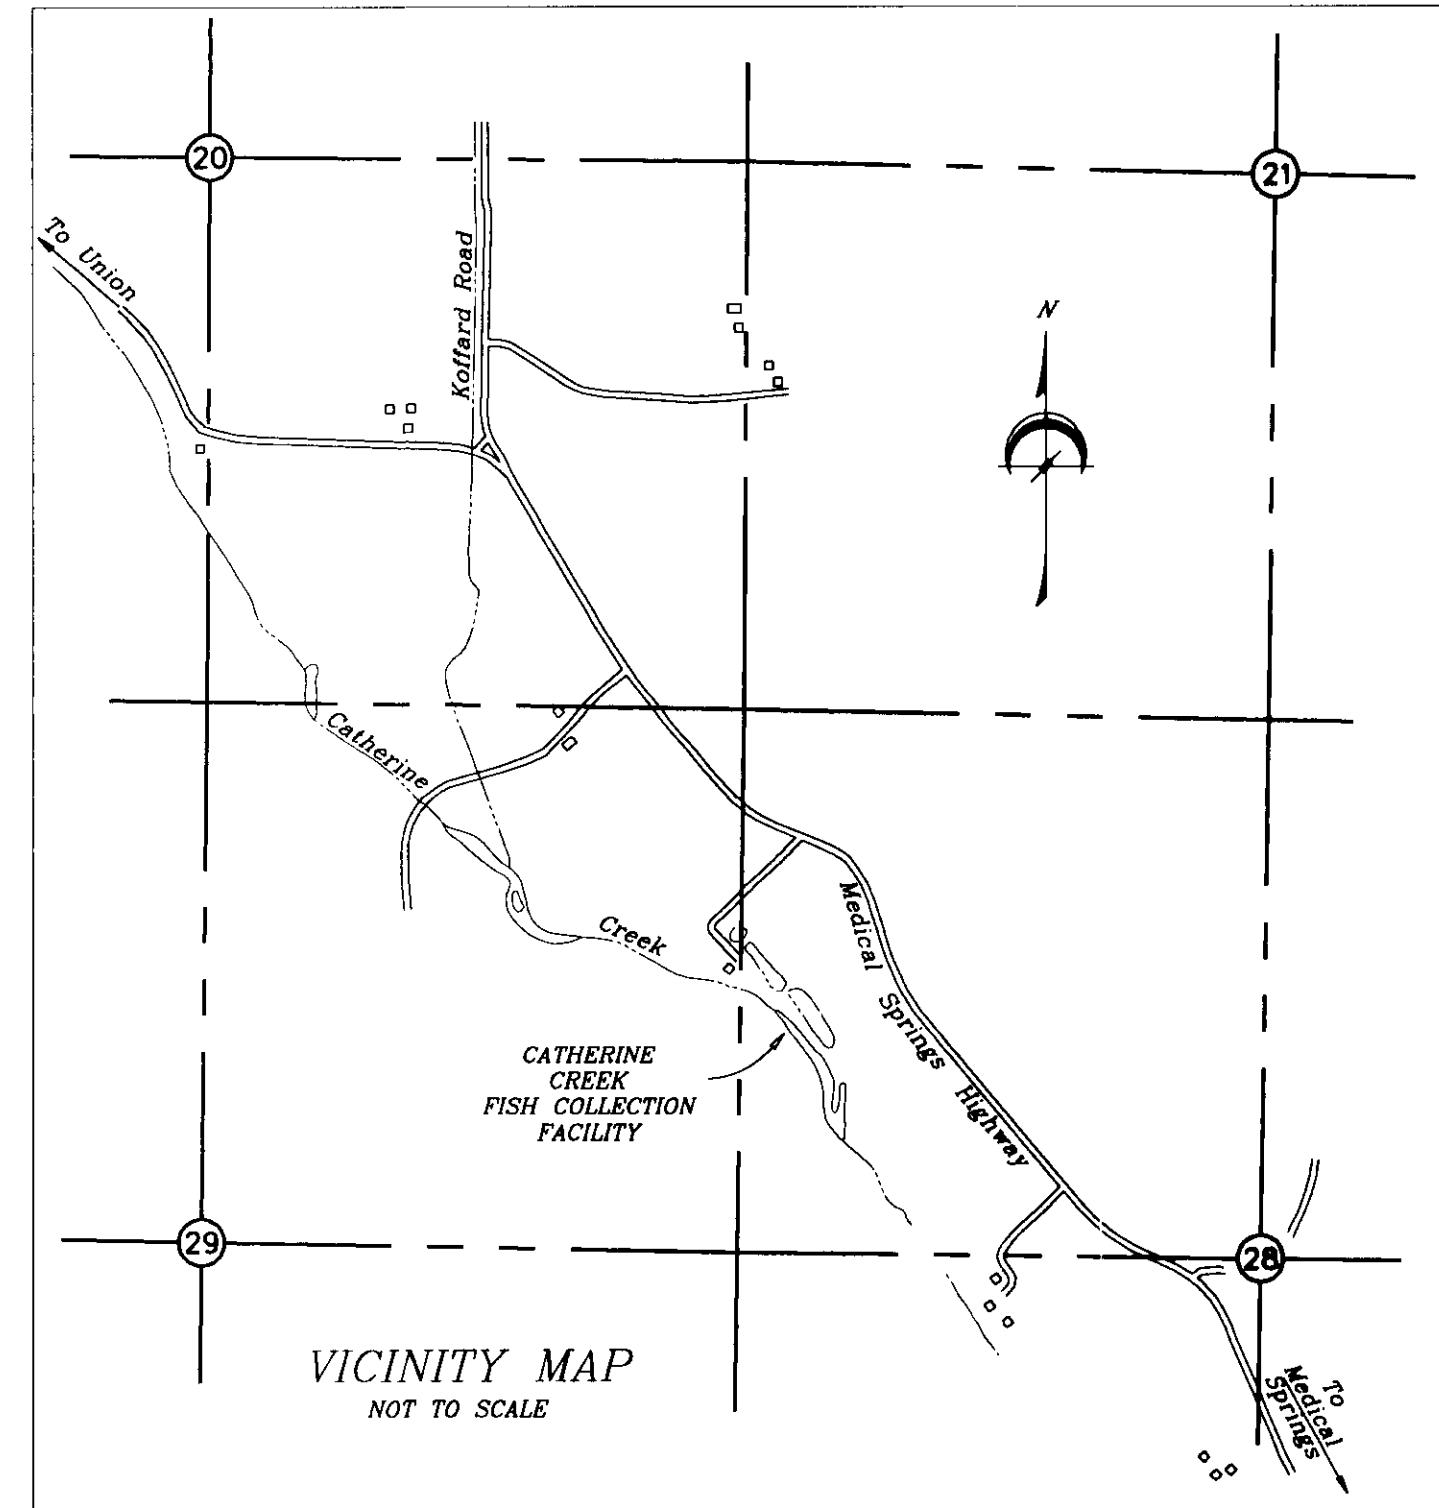 20
21
To Union
Koffard Road
N
Catherine
Creek
Medical Springs Highway
CATHERINE
CREEK
FISH COLLECTION
FACILITY
29
28
VICINITY MAP
NOT TO SCALE
To
Medical
Springs